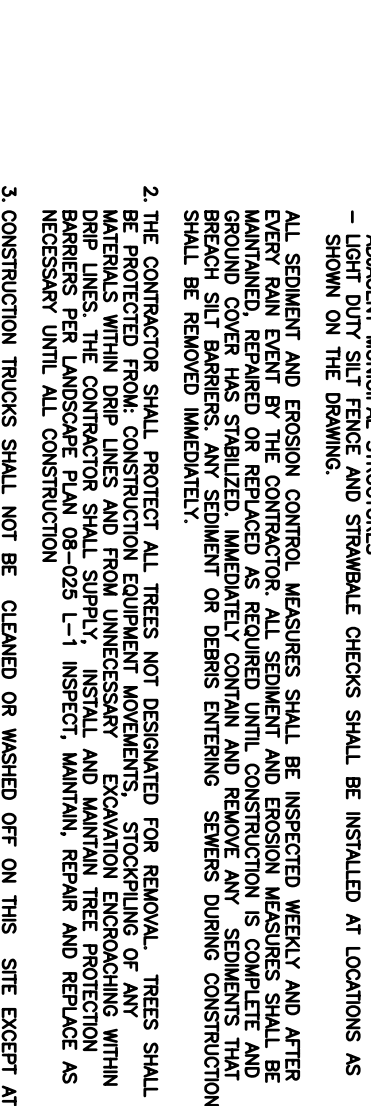 ADJACENT MUNICIPAL STRUCTURES
– LIGHT DUTY SILT FENCE AND STRAWBALE CHECKS SHALL BE INSTALLED AT LOCATIONS AS
SHOWN ON THE DRAWING.
ALL SEDIMENT AND EROSION CONTROL MEASURES SHALL BE INSPECTED WEEKLY AND AFTER
EVERY RAIN EVENT BY THE CONTRACTOR. ALL SEDIMENT AND EROSION MEASURES SHALL BE
MAINTAINED, REPAIRED OR REPLACED AS REQUIRED UNTIL CONSTRUCTION IS COMPLETE AND
GROUND COVER HAS STABILIZED. IMMEDIATELY CONTAIN AND REMOVE ANY SEDIMENTS THAT
BREACH SILT BARRIERS. ANY SEDIMENT OR DEBRIS ENTERING SEWERS DURING CONSTRUCTION
SHALL BE REMOVED IMMEDIATELY.
2. THE CONTRACTOR SHALL PROTECT ALL TREES NOT DESIGNATED FOR REMOVAL. TREES SHALL
BE PROTECTED FROM: CONSTRUCTION EQUIPMENT MOVEMENTS, STOCKPILING OF ANY
MATERIALS WITHIN DRIP LINES AND FROM UNNECESSARY EXCAVATION ENCROACHING WITHIN
DRIP LINES. THE CONTRACTOR SHALL SUPPLY, INSTALL AND MAINTAIN TREE PROTECTION
BARRIERS PER LANDSCAPE PLAN 08–025 L–1 INSPECT, MAINTAIN, REPAIR AND REPLACE AS
NECESSARY UNTIL ALL CONSTRUCTION
3. CONSTRUCTION TRUCKS SHALL NOT BE CLEANED OR WASHED OFF ON THIS SITE EXCEPT AT